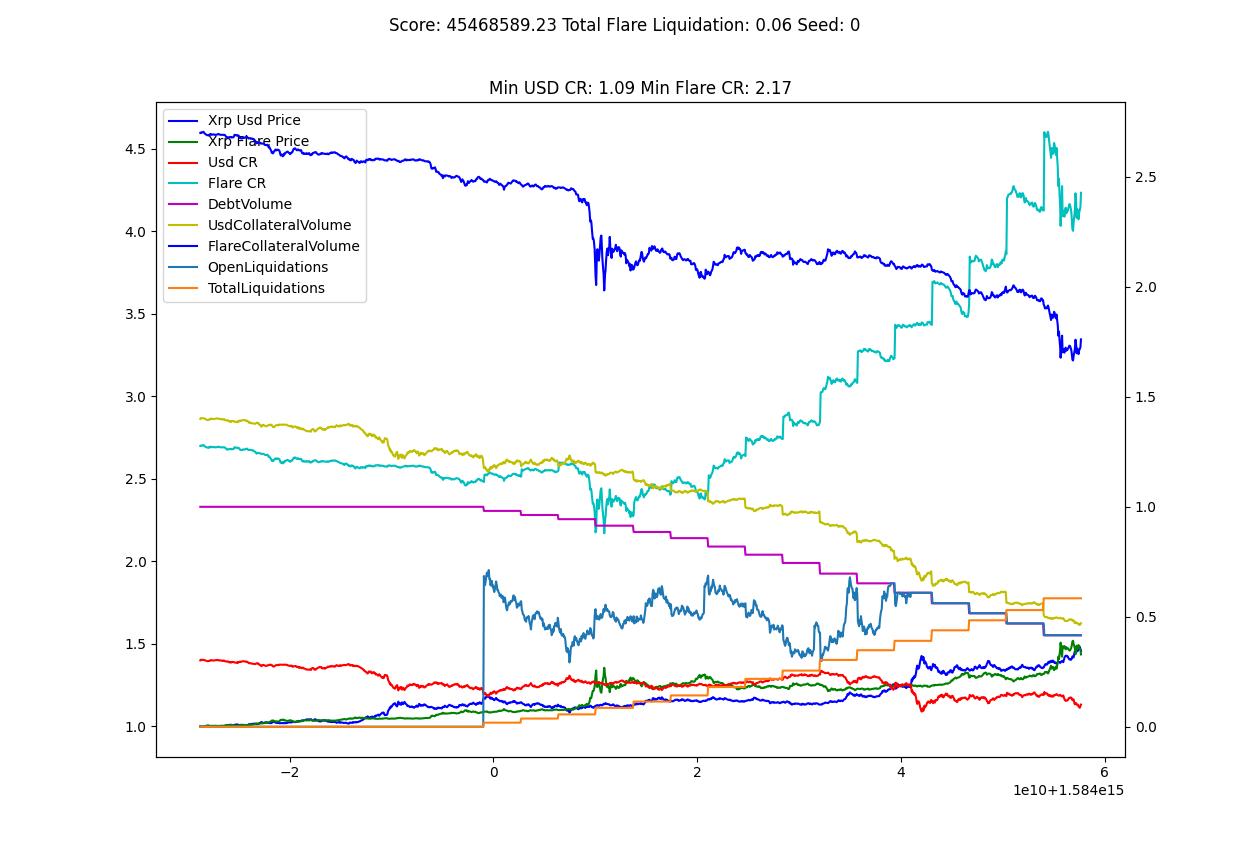 Score: 45468589.23 Total Flare Liquidation: 0.06 Seed: 0
Min USD CR: 1.09 Min Flare CR: 2.17
Xrp Usd Price
Xrp Flare Price
Usd CR
Flare CR
DebtVolume
UsdCollateralVolume
FlareCollateralVolume
OpenLiquidations
TotalLiquidations
4.5
4.0
3.5
3.0
2.5
2.0
1.5
1.0
2.5
2.0
1.5
1.0
0.5
0.0
−2
0
2
4
6
1e10+1.584e15